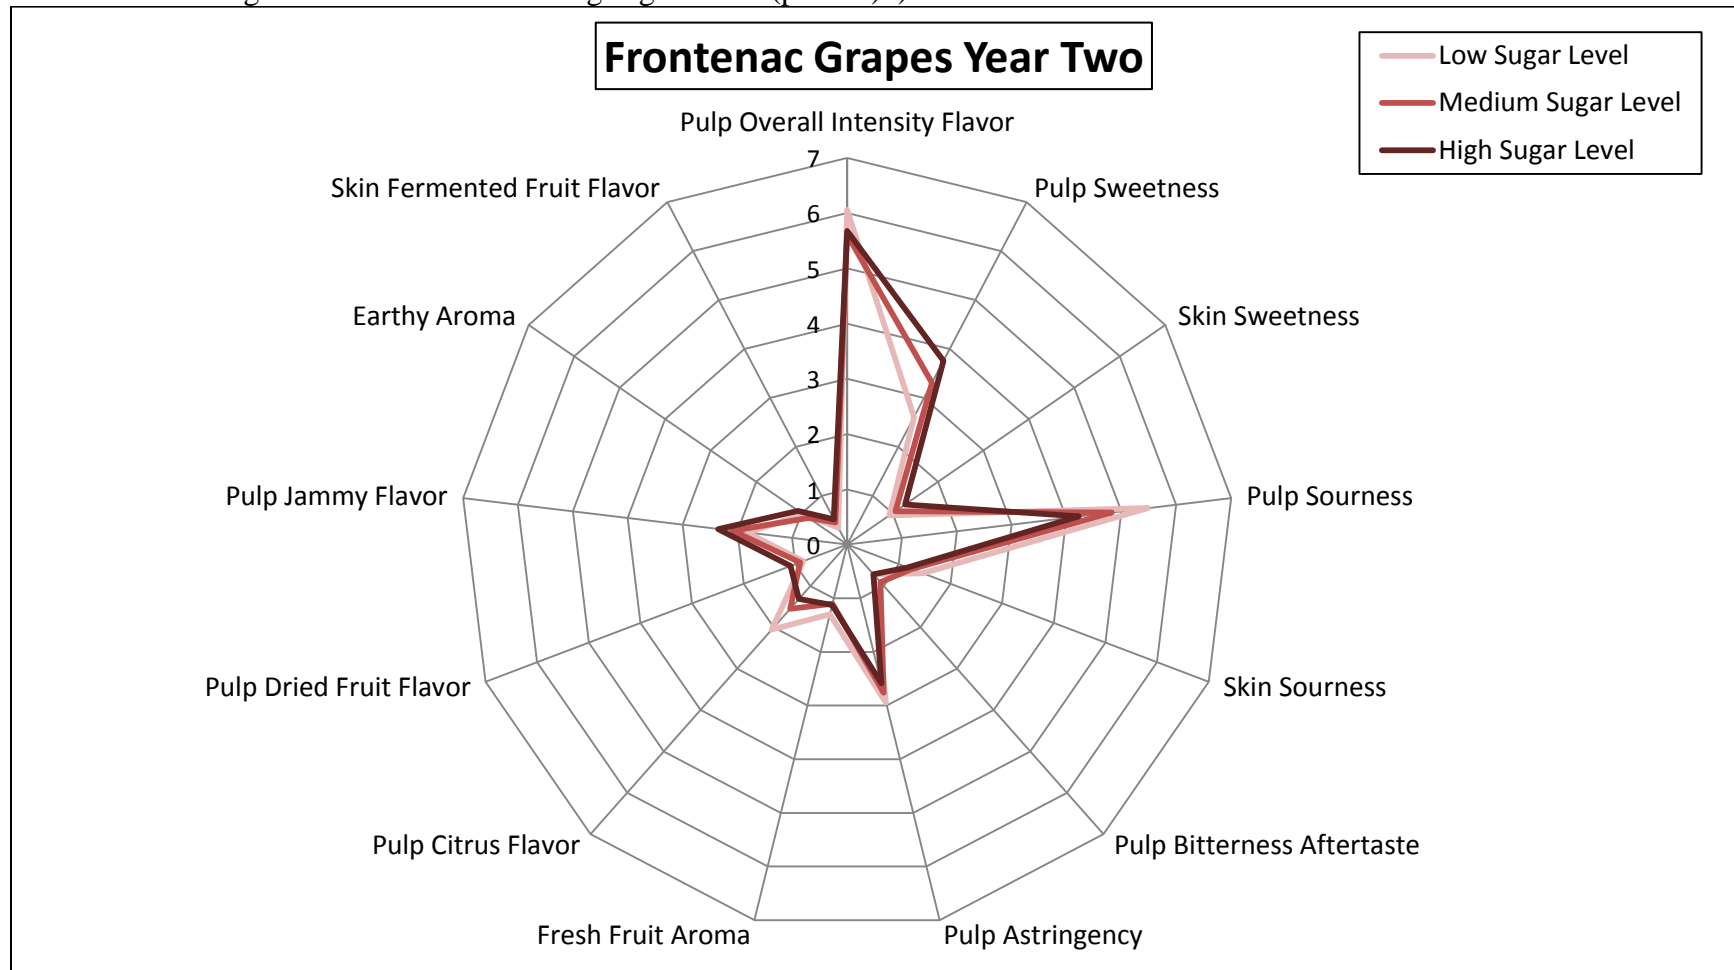 Frontenac Grapes Year Two
Low Sugar Level
Medium Sugar Level
High Sugar Level
Pulp Overall Intensity Flavor
Pulp Sweetness
Skin Sweetness
Pulp Sourness
Skin Sourness
Pulp Bitterness Aftertaste
Pulp Astringency
Fresh Fruit Aroma
Pulp Citrus Flavor
Pulp Dried Fruit Flavor
Pulp Jammy Flavor
Earthy Aroma
Skin Fermented Fruit Flavor
7
6
5
4
3
2
1
0